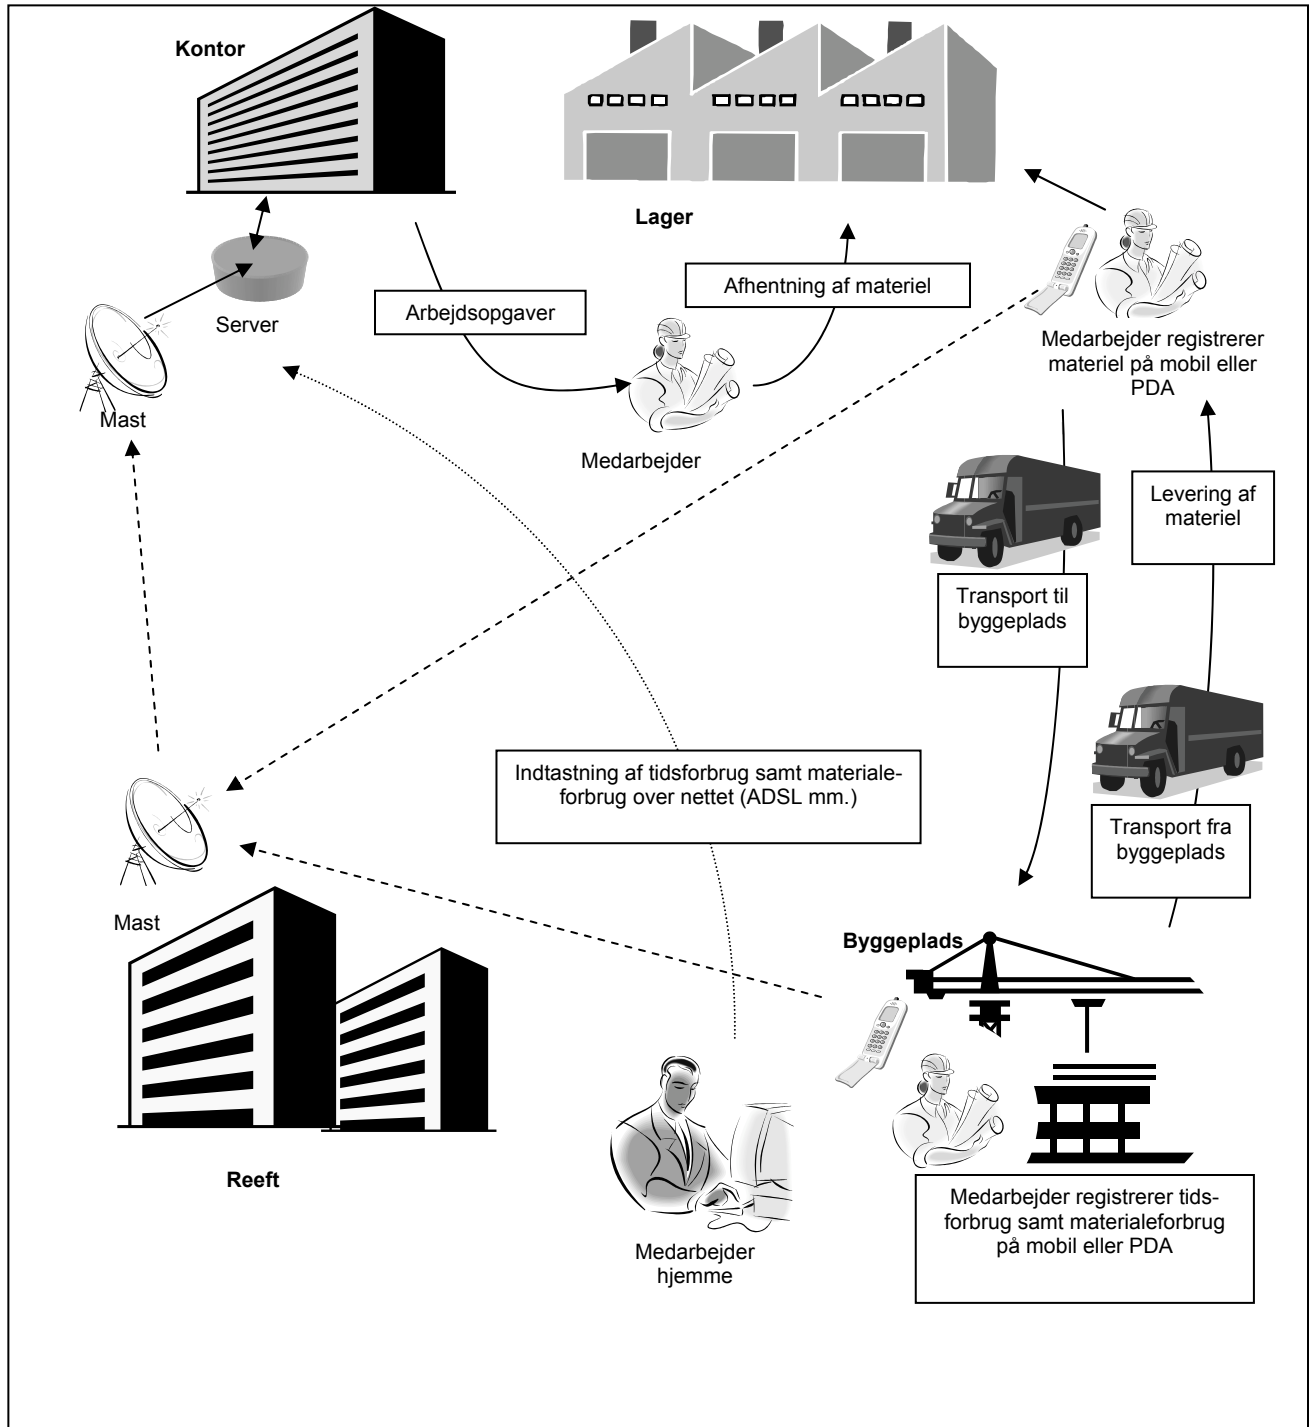 Kontor
Lager
Server
Arbejdsopgaver
Afhentning af materiel
Medarbejder registrerer
materiel på mobil eller
PDA
Mast
Medarbejder
Levering af
materiel
Transport til
byggeplads
Indtastning af tidsforbrug samt materiale-
forbrug over nettet (ADSL mm.)
Transport fra
byggeplads
Mast
Byggeplads
Reeft
Medarbejder
hjemme
Medarbejder registrerer tids-
forbrug samt materialeforbrug
på mobil eller PDA